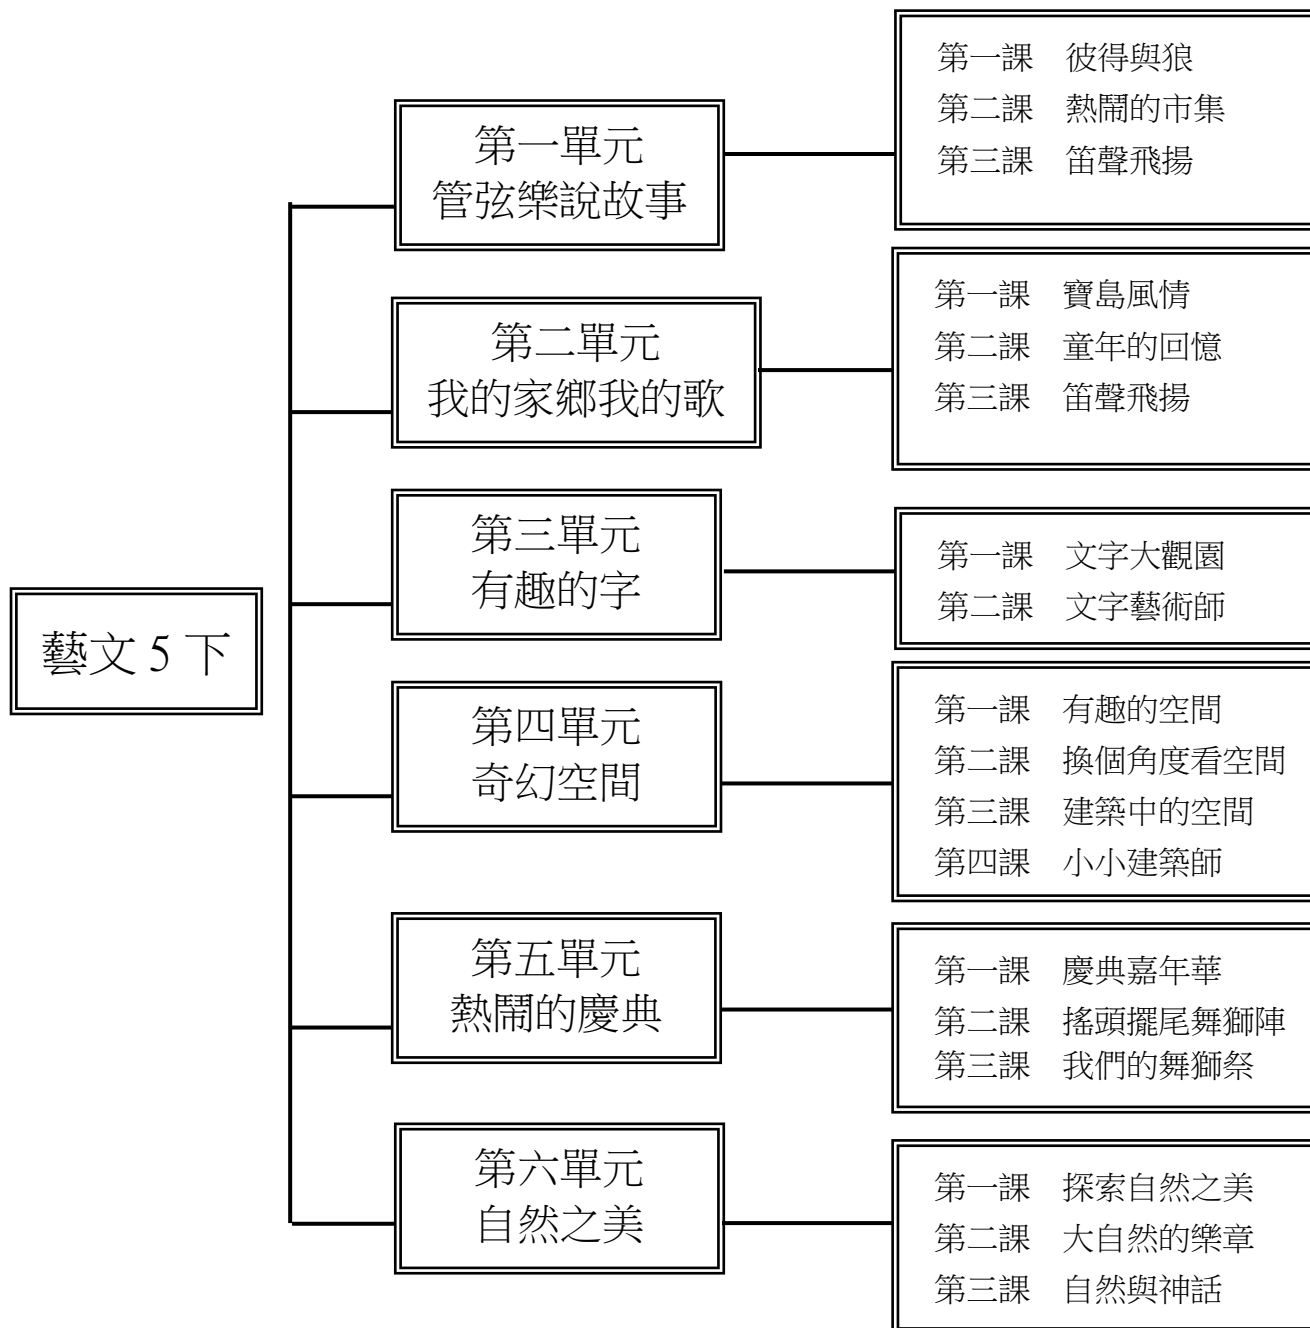 藝文 5 下
第一單元
管弦樂說故事
第一課　彼得與狼
第二課　熱鬧的市集
第三課　笛聲飛揚
第二單元
我的家鄉我的歌
第一課　寶島風情
第二課　童年的回憶
第三課　笛聲飛揚
第三單元
有趣的字
第一課　文字大觀園
第二課　文字藝術師
第四單元
奇幻空間
第一課　有趣的空間
第二課　換個角度看空間
第三課　建築中的空間
第四課　小小建築師
第五單元
熱鬧的慶典
第一課　慶典嘉年華
第二課　搖頭擺尾舞獅陣
第三課　我們的舞獅祭
第六單元
自然之美
第一課　探索自然之美
第二課　大自然的樂章
第三課　自然與神話